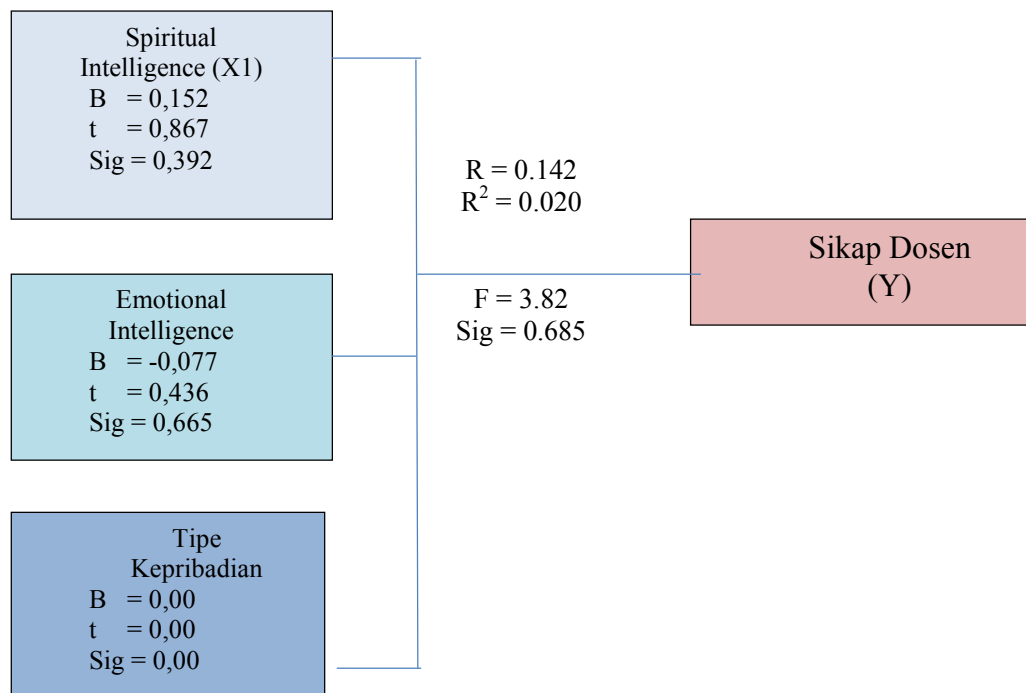 Spiritual
Intelligence (X1)
B = 0,152
t = 0,867
Sig = 0,392
R = 0.142
R² = 0.020
Sikap Dosen
(Y)
Emotional
Intelligence
B = -0,077
t = 0,436
Sig = 0,665
F = 3.82
Sig = 0.685
Tipe
Kepribadian
B = 0,00
t = 0,00
Sig = 0,00